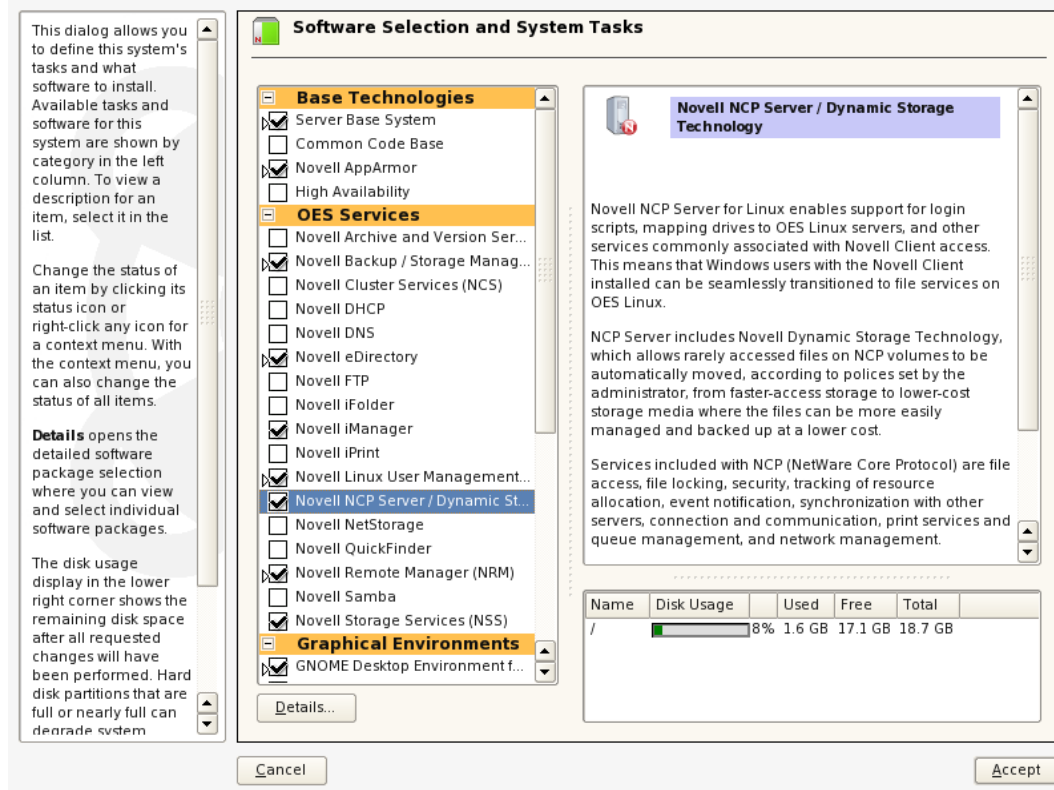 This dialog allows you
to define this system's
tasks and what
software to install.
Available tasks and
software for this
system are shown by
category in the left
column. To view a
description for an
item, select it in the
list.
Change the status of
an item by clicking its
status icon or
right-click any icon for
a context menu. With
the context menu, you
can also change the
status of all items.
Details opens the
detailed software
package selection
where you can view
and select individual
software packages.
The disk usage
display in the lower
right corner shows the
remaining disk space
after all requested
changes will have
been performed. Hard
disk partitions that are
full or nearly full can
degrade system
Software Selection and System Tasks
Base Technologies
Server Base System
Common Code Base
Novell AppArmor
High Availability
OES Services
Novell Archive and Version Ser...
Novell Backup / Storage Manag...
Novell Cluster Services (NCS)
Novell DHCP
Novell DNS
Novell eDirectory
Novell FTP
Novell iFolder
Novell iManager
Novell iPrint
Novell Linux User Management...
Novell NCP Server / Dynamic St...
Novell NetStorage
Novell QuickFinder
Novell Remote Manager (NRM)
Novell Samba
Novell Storage Services (NSS)
Graphical Environments
GNOME Desktop Environment f...
Details...
Novell NCP Server / Dynamic Storage
Technology
Novell NCP Server for Linux enables support for login
scripts, mapping drives to OES Linux servers, and other
services commonly associated with Novell Client access.
This means that Windows users with the Novell Client
installed can be seamlessly transitioned to file services on
OES Linux.
NCP Server includes Novell Dynamic Storage Technology,
which allows rarely accessed files on NCP volumes to be
automatically moved, according to polices set by the
administrator, from faster-access storage to lower-cost
storage media where the files can be more easily
managed and backed up at a lower cost.
Services included with NCP (NetWare Core Protocol) are file
access, file locking, security, tracking of resource
allocation, event notification, synchronization with other
servers, connection and communication, print services and
queue management, and network management.
Name Disk Usage Used Free Total
/ 8% 1.6 GB 17.1 GB 18.7 GB
Cancel
Accept